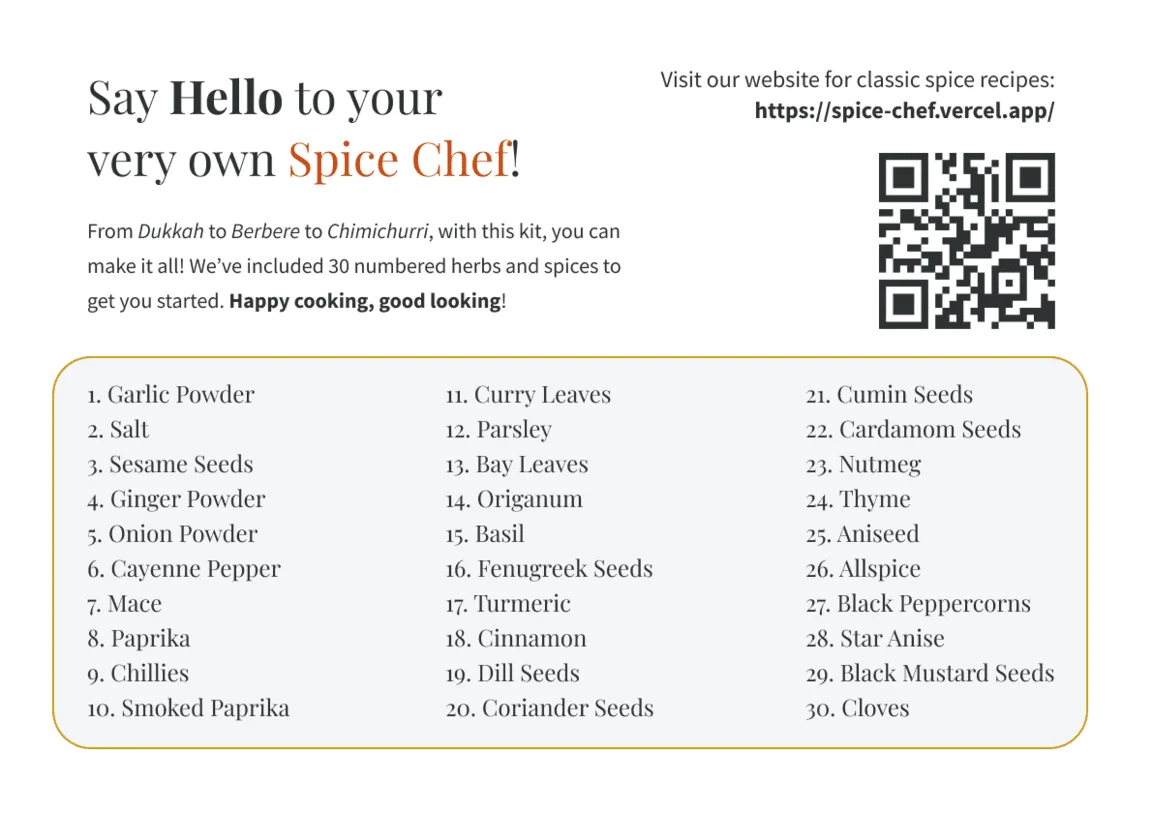 Say Hello to your
very own Spice Chef!
From Dukkah to Berbere to Chimichurri, with this kit, you can
make it all! We’ve included 30 numbered herbs and spices to
get you started. Happy cooking, good looking!
Visit our website for classic spice recipes:
https://spice-chef.vercel.app/
1. Garlic Powder
2. Salt
3. Sesame Seeds
4. Ginger Powder
5. Onion Powder
6. Cayenne Pepper
7. Mace
8. Paprika
9. Chillies
10. Smoked Paprika
11. Curry Leaves
12. Parsley
13. Bay Leaves
14. Origanum
15. Basil
16. Fenugreek Seeds
17. Turmeric
18. Cinnamon
19. Dill Seeds
20. Coriander Seeds
21. Cumin Seeds
22. Cardamom Seeds
23. Nutmeg
24. Thyme
25. Aniseed
26. Allspice
27. Black Peppercorns
28. Star Anise
29. Black Mustard Seeds
30. Cloves